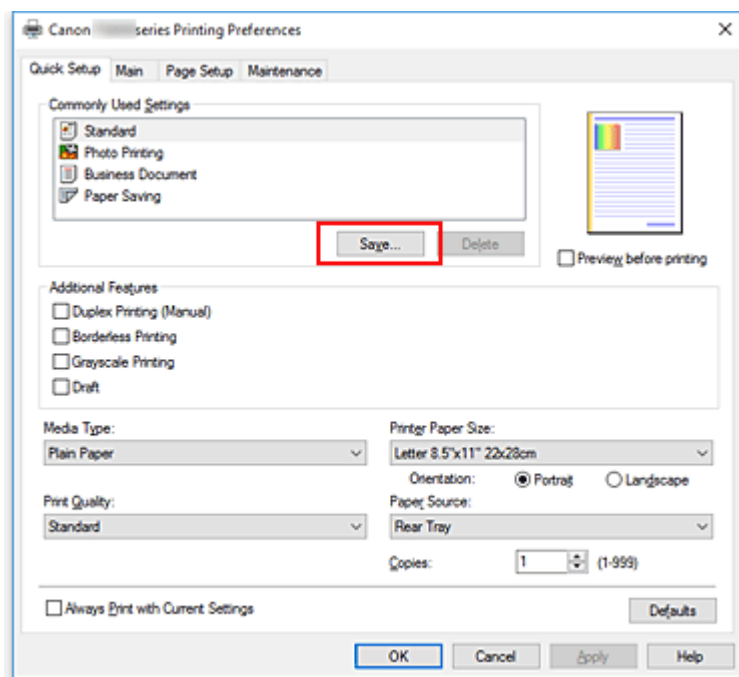 Canon series Printing Preferences
Quick Setup Main Page Setup Maintenance
Commonly Used Settings
Standard
Photo Printing
Business Document
Paper Saving
Save... Delete
Preview before printing
Additional Features
Duplex Printing (Manual)
Borderless Printing
Grayscale Printing
Draft
Media Type: Printer Paper Size:
Plain Paper Letter 8.5"x11" 22x28cm
Orientation: Portrait Landscape
Print Quality: Paper Source:
Standard Rear Tray
Copies: 1 (1-999)
Always Print with Current Settings Defaults
OK Cancel Apply Help